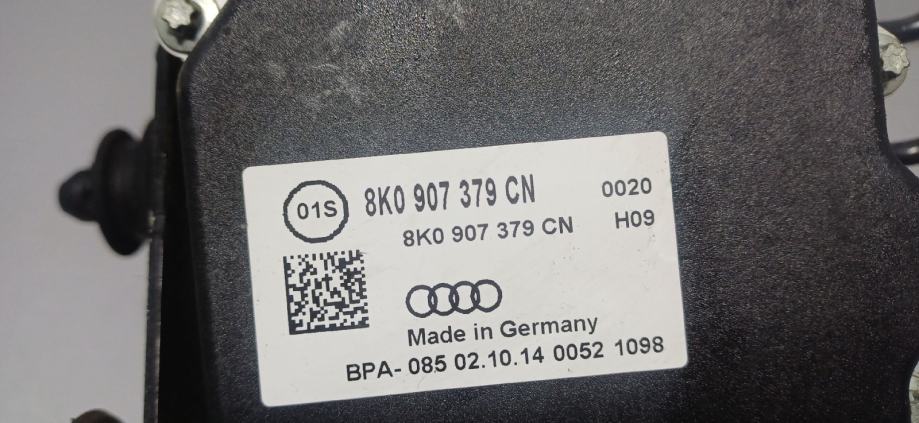 01S 8K0 907 379 CN 0020
8K0 907 379 CN H09
Made in Germany
BPA- 085 02.10.14 0052 1098